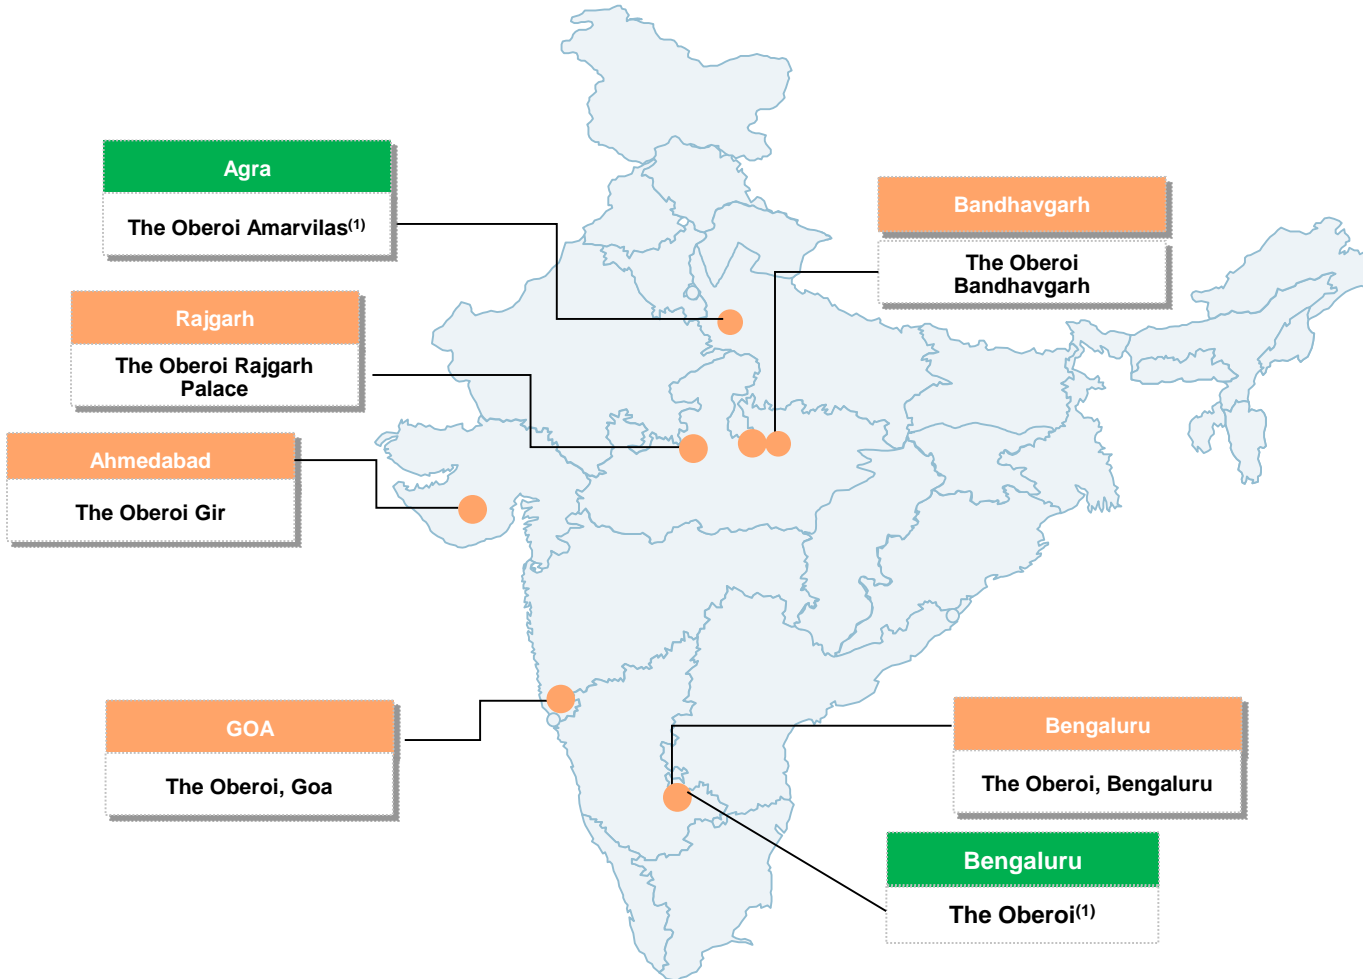 Agra
The Oberoi Amarvilas(1)
Bandhavgarh
The Oberoi
Bandhavgarh
Rajgarh
The Oberoi Rajgarh
Palace
Ahmedabad
The Oberoi Gir
GOA
The Oberoi, Goa
Bengaluru
The Oberoi, Bengaluru
Bengaluru
The Oberoi(1)